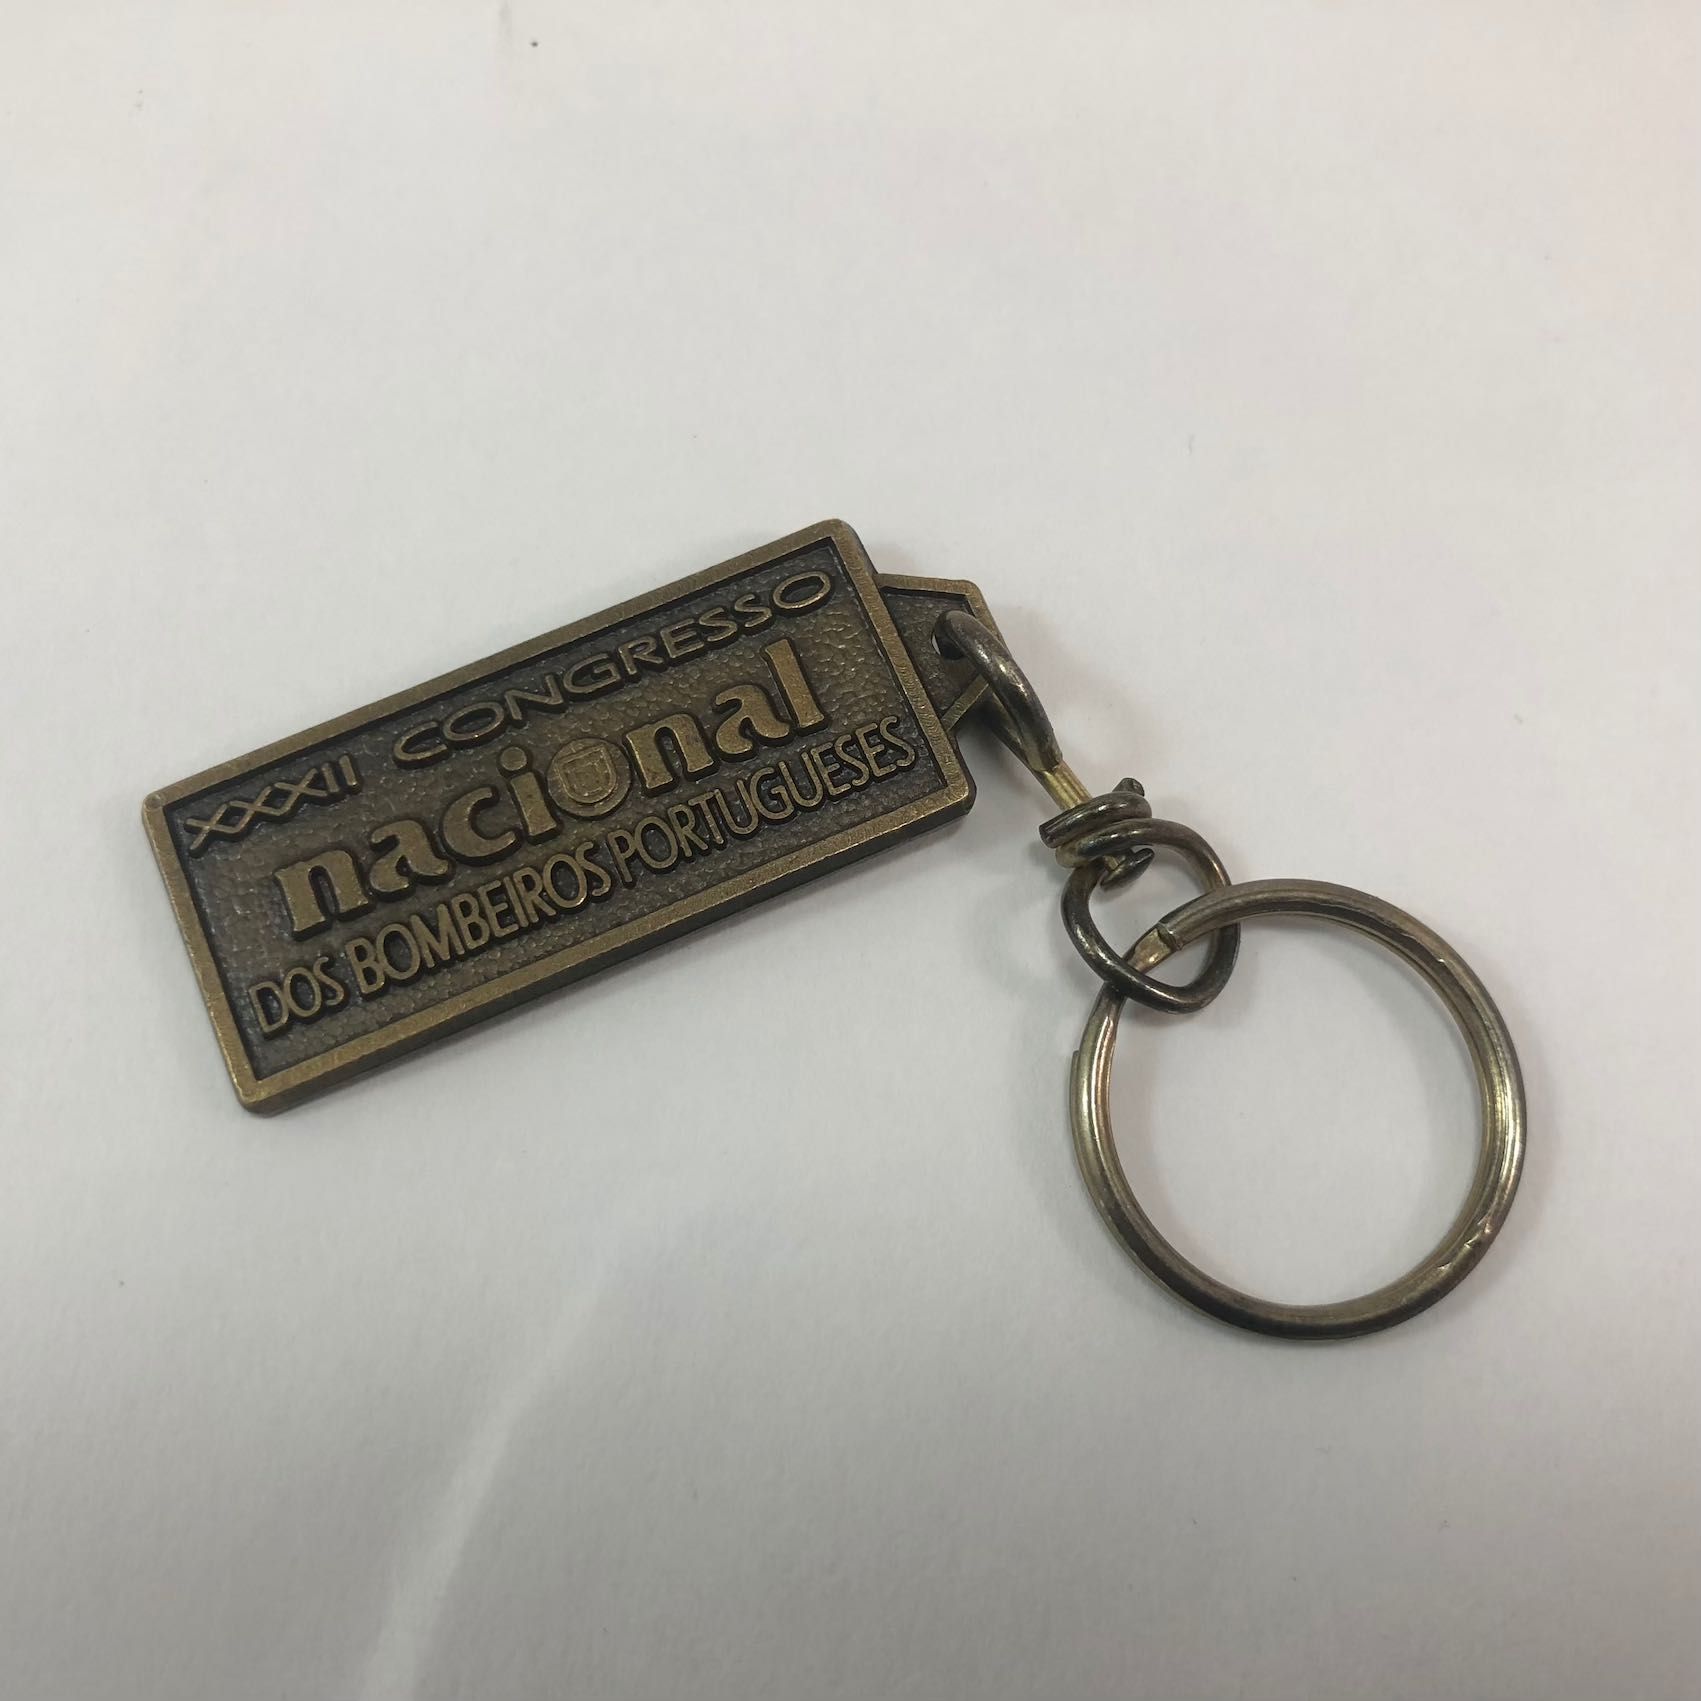 XXXII CONGRESSO
nacional
DOS BOMBEIROS PORTUGUESES